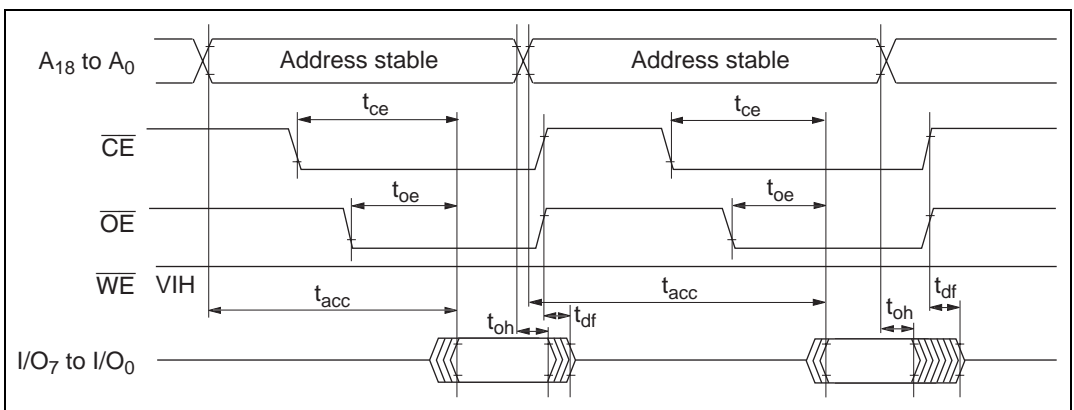 A18 to A0 Address stable Address stable
tce tce
CE
toe toe
OE
WE VIH
tacc tacc
toh tdf toh tdf
I/O7 to I/O0